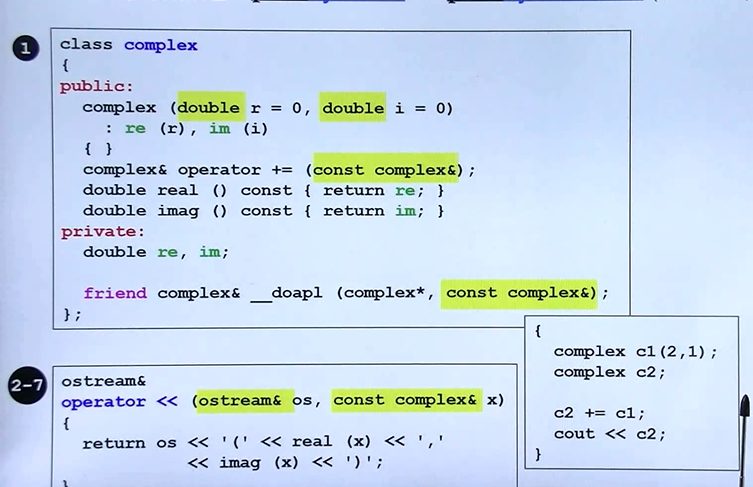 1
class complex
{
public:
complex (double r = 0, double i = 0)
: re (r), im (i)
{ }
complex& operator += (const complex&);
double real () const { return re; }
double imag () const { return im; }
private:
double re, im;
friend complex& __doapl (complex*, const complex&);
};
2-7
ostream&
operator << (ostream& os, const complex& x)
{
return os << '(' << real (x) << ','
<< imag (x) << ')';
}
{
complex c1(2,1);
complex c2;
c2 += c1;
cout << c2;
}